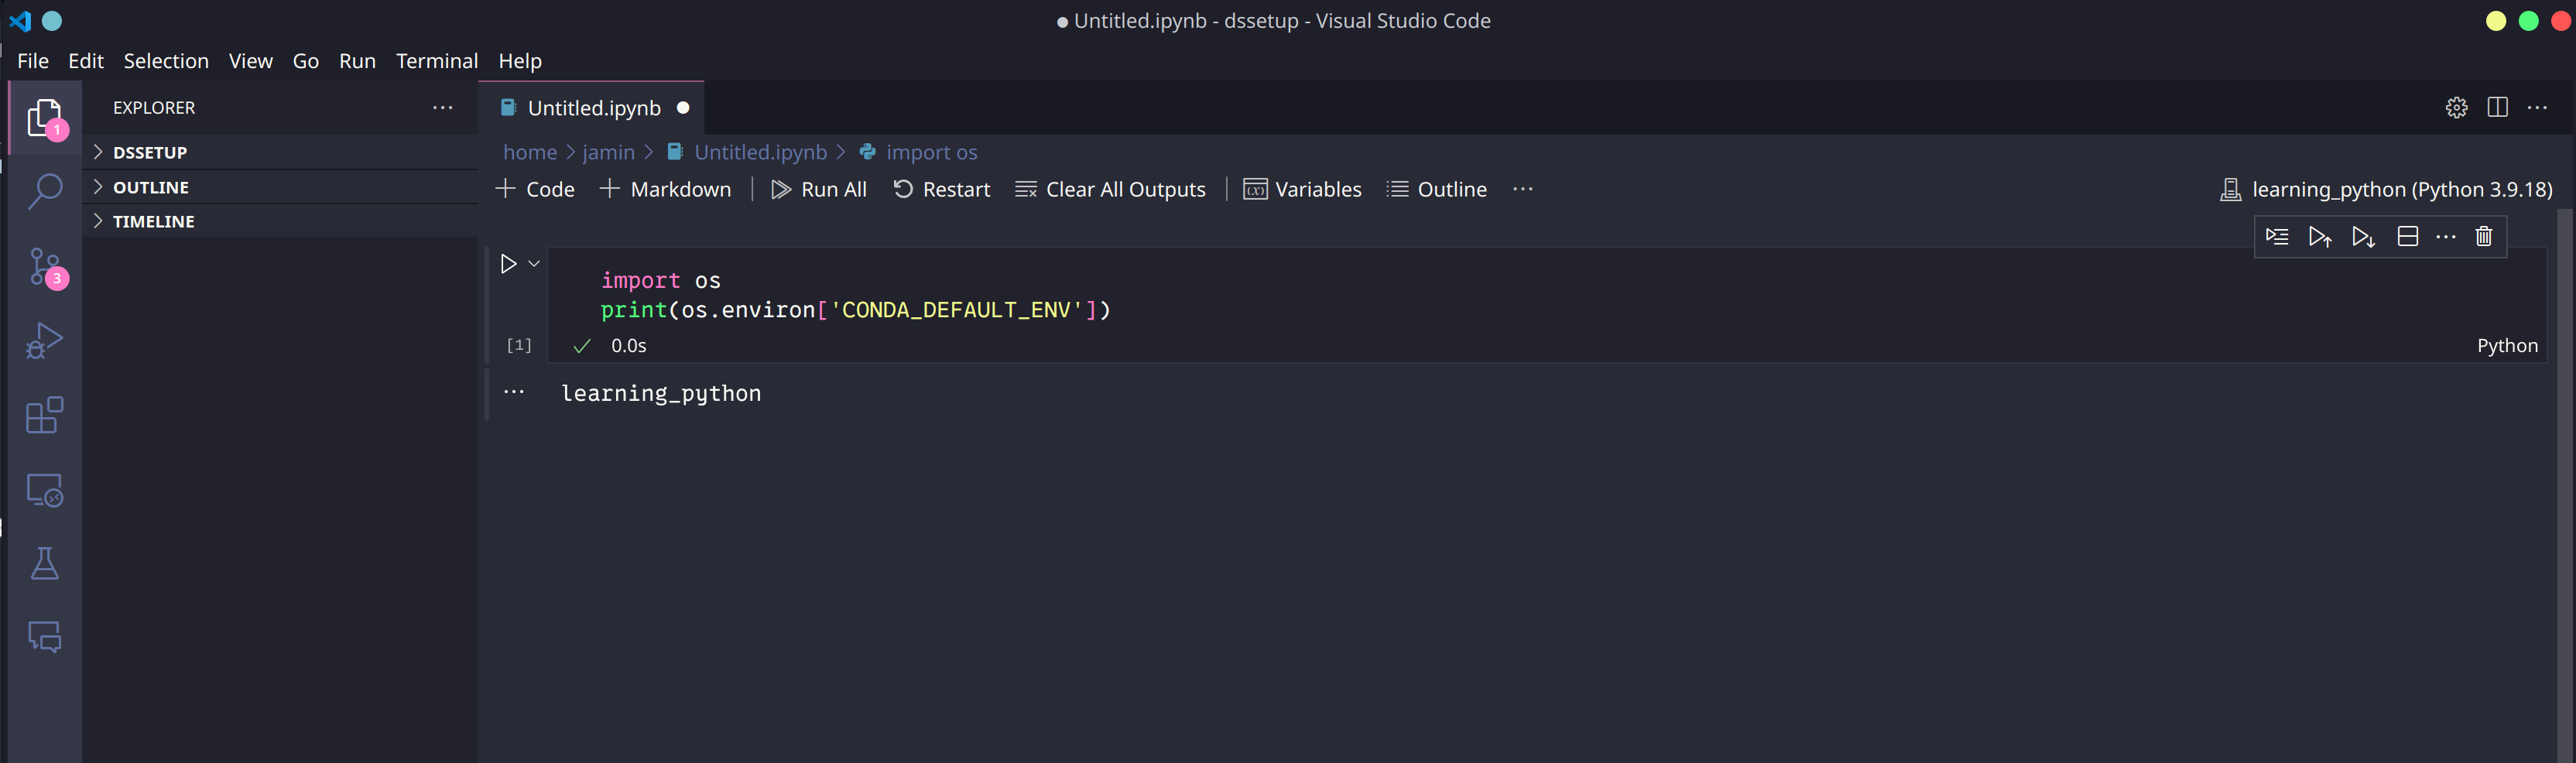 ● Untitled.ipynb - dssetup - Visual Studio Code
File Edit Selection View Go Run Terminal Help
EXPLORER ···
Untitled.ipynb
1
DSSETUP
OUTLINE
TIMELINE
3
home > jamin > Untitled.ipynb > import os
+ Code + Markdown | Run All Restart Clear All Outputs | Variables Outline ···
learning_python (Python 3.9.18)
import os
print(os.environ['CONDA_DEFAULT_ENV'])
[1] ✓ 0.0s
Python
··· learning_python